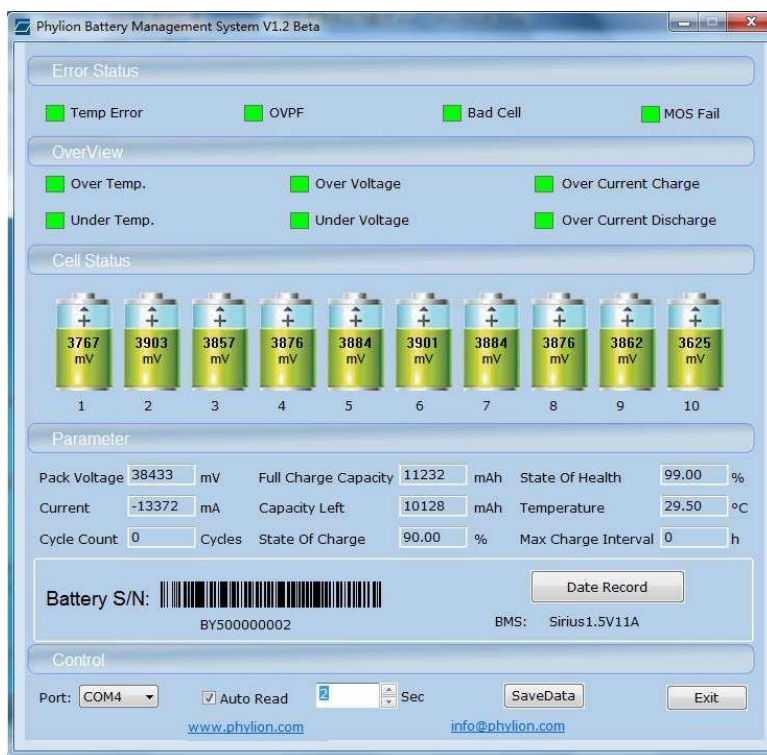 Phylion Battery Management System V1.2 Beta
Error Status
Temp Error OVPF Bad Cell MOS Fail
OverView
Over Temp. Over Voltage Over Current Charge
Under Temp. Under Voltage Over Current Discharge
Cell Status
3767 3903 3857 3876 3884 3901 3884 3876 3862 3625
mV mV mV mV mV mV mV mV mV mV
1 2 3 4 5 6 7 8 9 10
Parameter
Pack Voltage 38433 mV Full Charge Capacity 11232 mAh State Of Health 99.00 %
Current -13372 mA Capacity Left 10128 mAh Temperature 29.50 °C
Cycle Count 0 Cycles State Of Charge 90.00 % Max Charge Interval 0 h
Battery S/N: Date Record
BY500000002 BMS: Sirius1.5V11A
Control
Port: COM4 Auto Read 2 Sec SaveData Exit
www.phylion.com info@phylion.com